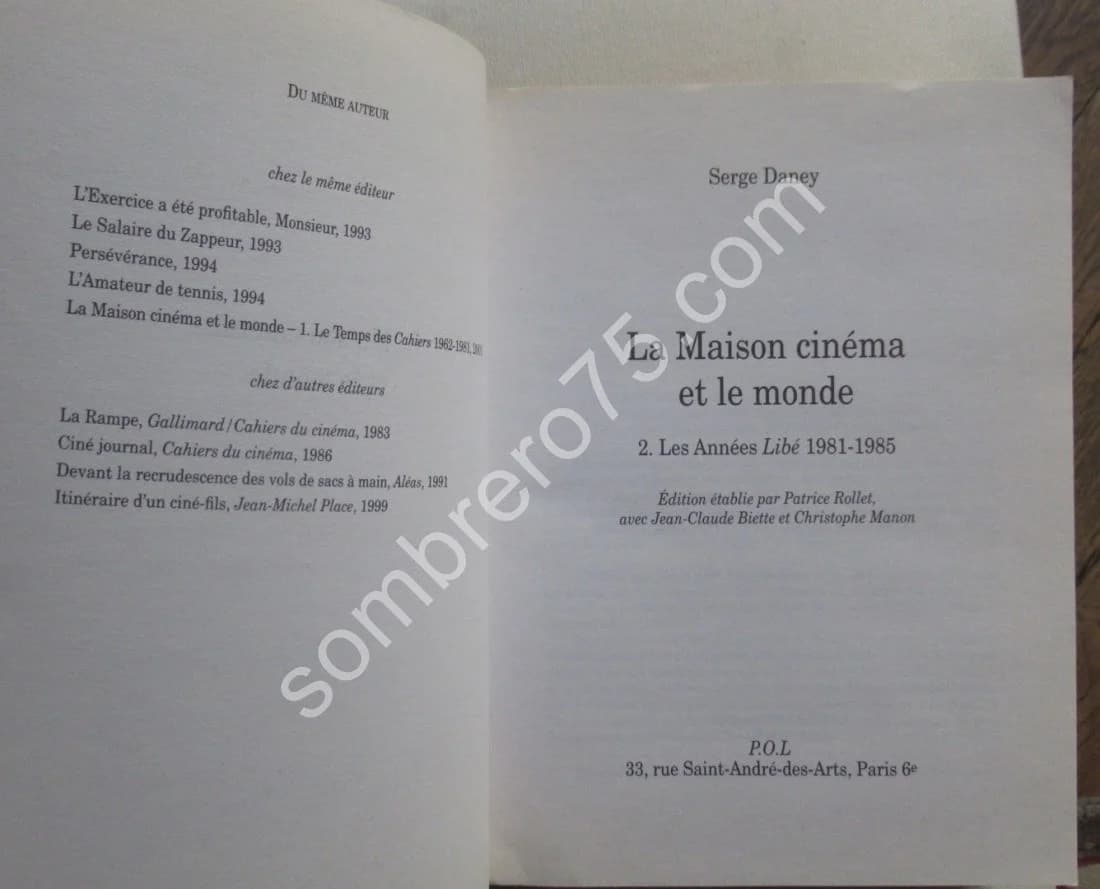 DU MÊME AUTEUR
chez le même éditeur
L'Exercice a été profitable, Monsieur, 1993
Le Salaire du Zappeur, 1993
Persévérance, 1994
L'Amateur de tennis, 1994
La Maison cinéma et le monde – 1. Le Temps des Cahiers 1962-1981,
chez d'autres éditeurs
La Rampe, Gallimard/Cahiers du cinéma, 1983
Ciné journal, Cahiers du cinéma, 1986
Devant la recrudescence des vols de sacs à main, Aléas, 1991
Itinéraire d'un ciné-fils, Jean-Michel Place, 1999
Serge Daney
La Maison cinéma
et le monde
2. Les Années Libé 1981-1985
Édition établie par Patrice Rollet,
avec Jean-Claude Biette et Christophe Manon
P.O.L
33, rue Saint-André-des-Arts, Paris 6e
sombrero75.com